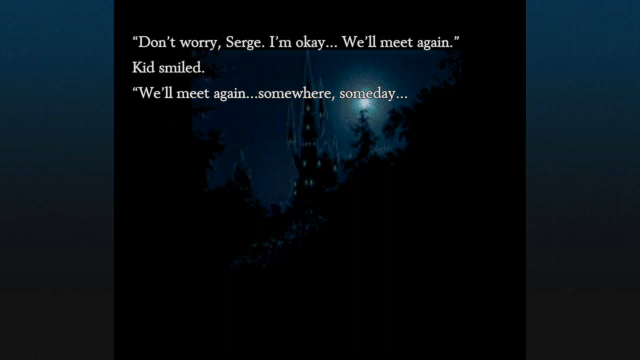 “Don’t worry, Serge. I’m okay... We’ll meet again.”
Kid smiled.
“We’ll meet again...somewhere, someday...